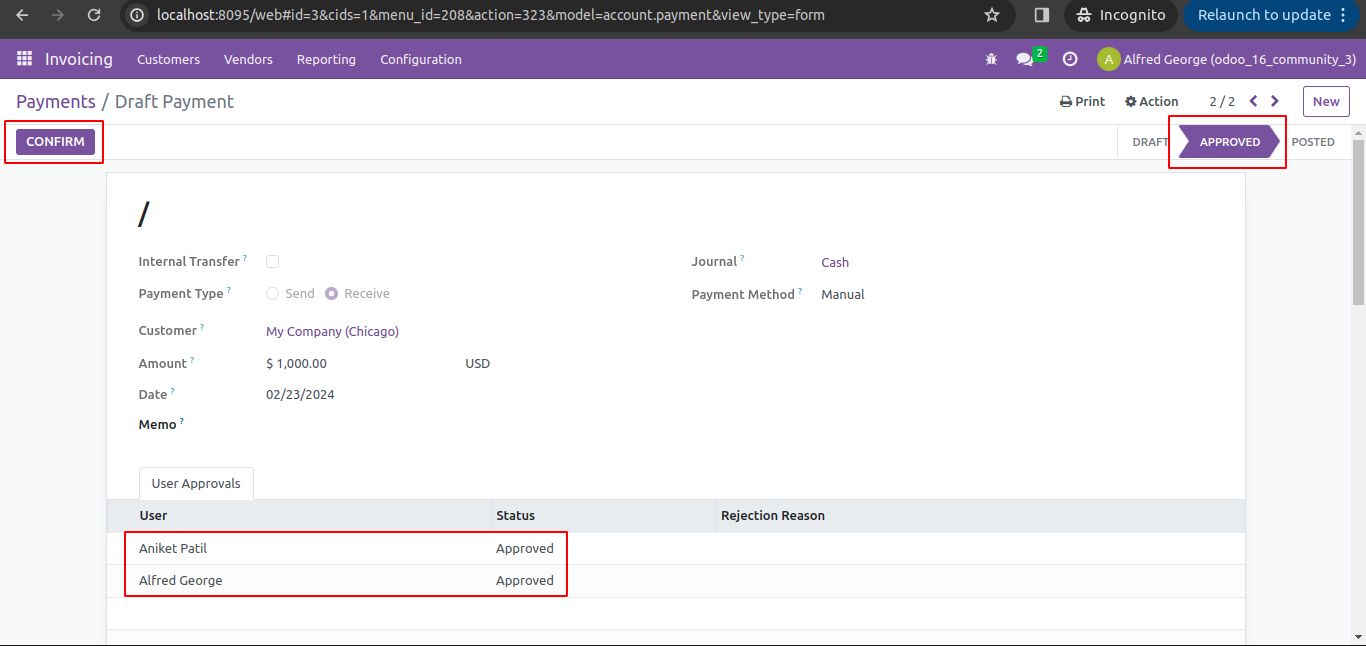 localhost:8095/web#id=3&cids=1&menu_id=208&action=323&model=account.payment&view_type=form
Incognito
Relaunch to update
Invoicing Customers Vendors Reporting Configuration 2 A Alfred George (odoo_16_community_3)
Payments / Draft Payment Print Action 2 / 2 New
CONFIRM DRAFT APPROVED POSTED
/
Internal Transfer ? Journal ? Cash
Payment Type ? Send Receive Payment Method ? Manual
Customer ? My Company (Chicago)
Amount ? $ 1,000.00 USD
Date ? 02/23/2024
Memo ?
User Approvals
User Status Rejection Reason
Aniket Patil Approved
Alfred George Approved